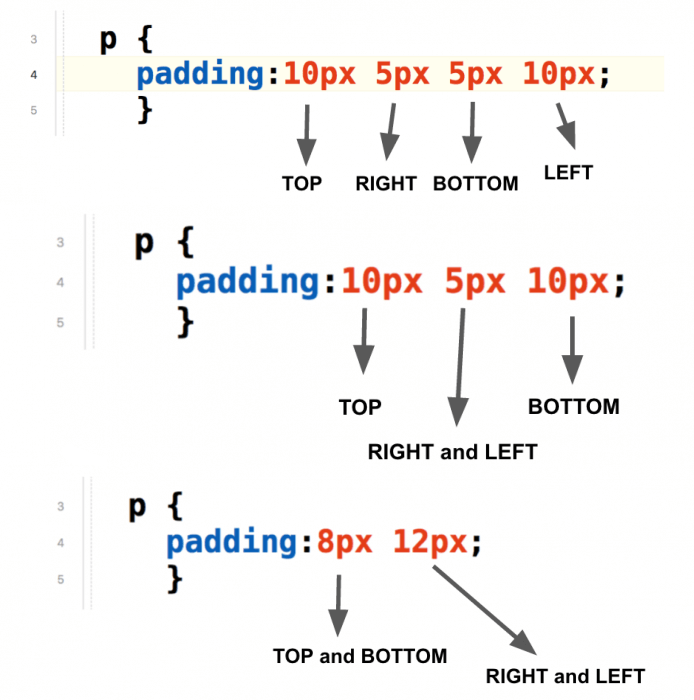 3 p {
4 padding:10px 5px 5px 10px;
5 }
TOP RIGHT BOTTOM LEFT
3 p {
4 padding:10px 5px 10px;
5 }
TOP BOTTOM
RIGHT and LEFT
3 p {
4 padding:8px 12px;
5 }
TOP and BOTTOM
RIGHT and LEFT